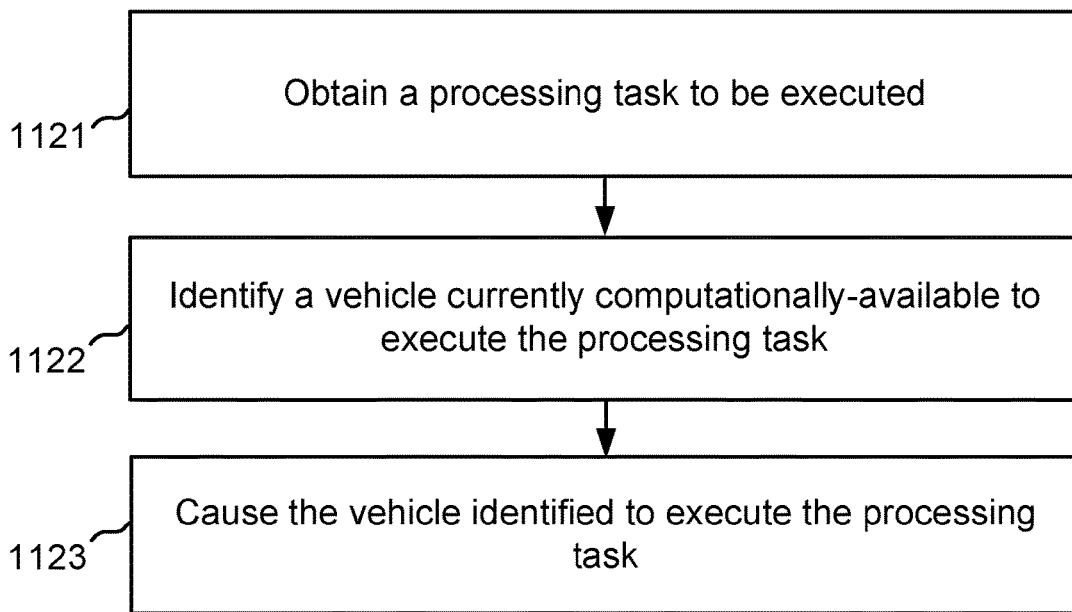 Obtain a processing task to be executed
1121
Identify a vehicle currently computationally-available to
execute the processing task
1122
Cause the vehicle identified to execute the processing
task
1123